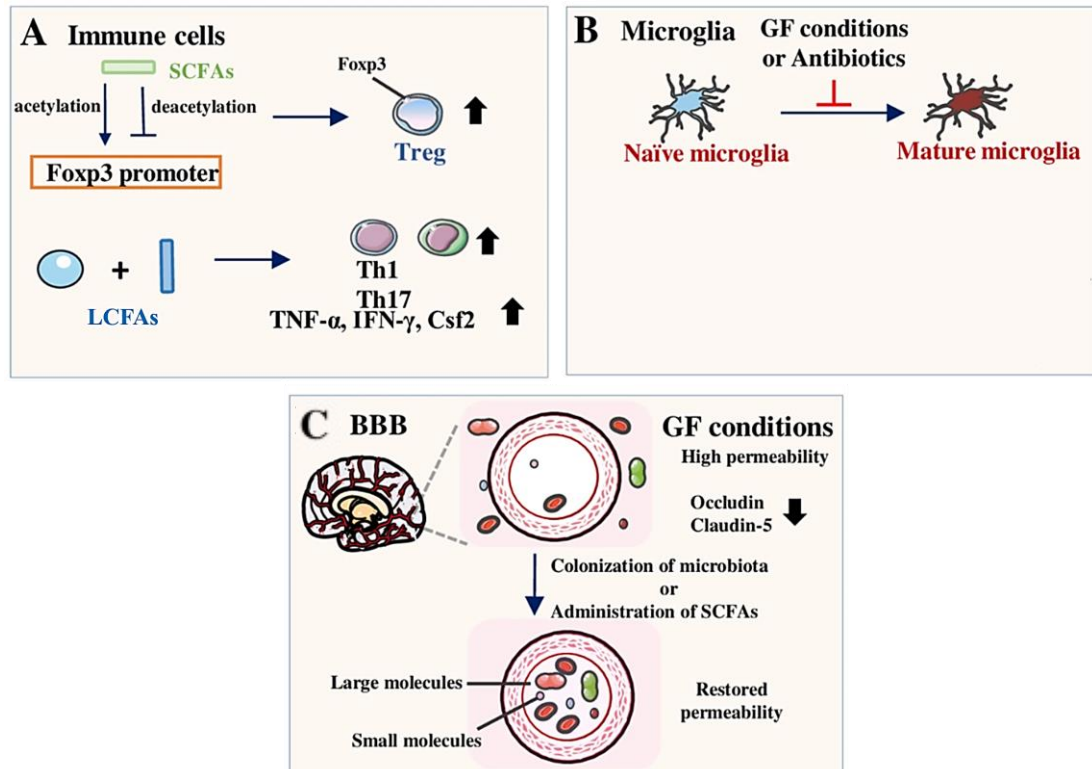 A Immune cells
SCFAs
acetylation
deacetylation
Foxp3 promoter
Foxp3
Treg
+
LCFAs
Th1
Th17
TNF-α, IFN-γ, Csf2
B Microglia
GF conditions
or Antibiotics
Naïve microglia
Mature microglia
C BBB
GF conditions
High permeability
Occludin
Claudin-5
Colonization of microbiota
or
Administration of SCFAs
Large molecules
Small molecules
Restored
permeability